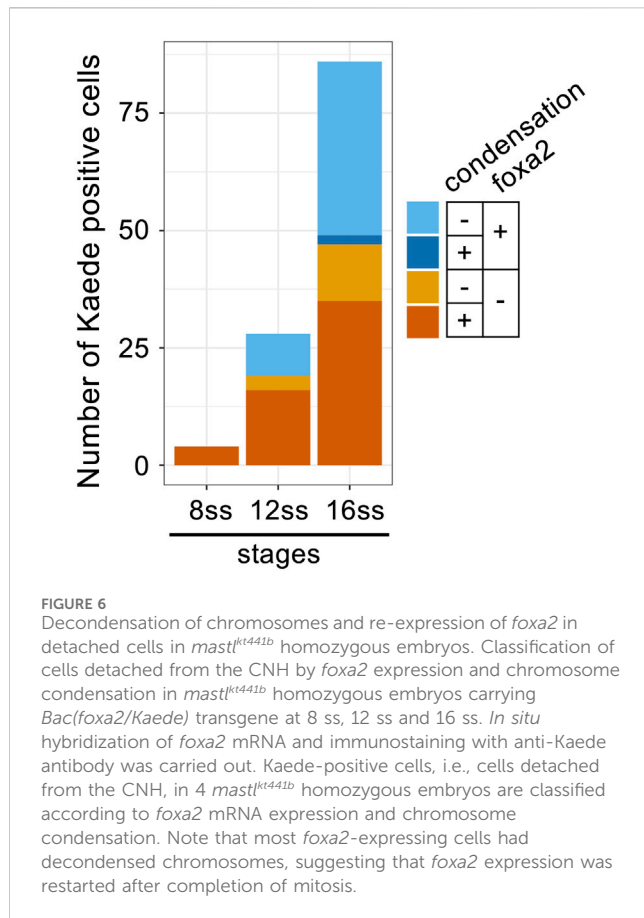 Number of Kaede positive cells
75
50
25
0
8ss 12ss 16ss
stages
condensation
foxa2
-
+
+
-
-
+
FIGURE 6
Decondensation of chromosomes and re-expression of foxa2 in
detached cells in mastl^kt441b homozygous embryos. Classification of
cells detached from the CNH by foxa2 expression and chromosome
condensation in mastl^kt441b homozygous embryos carrying
Bac(foxa2/Kaede) transgene at 8 ss, 12 ss and 16 ss. In situ
hybridization of foxa2 mRNA and immunostaining with anti-Kaede
antibody was carried out. Kaede-positive cells, i.e., cells detached
from the CNH, in 4 mastl^kt441b homozygous embryos are classified
according to foxa2 mRNA expression and chromosome
condensation. Note that most foxa2-expressing cells had
decondensed chromosomes, suggesting that foxa2 expression was
restarted after completion of mitosis.